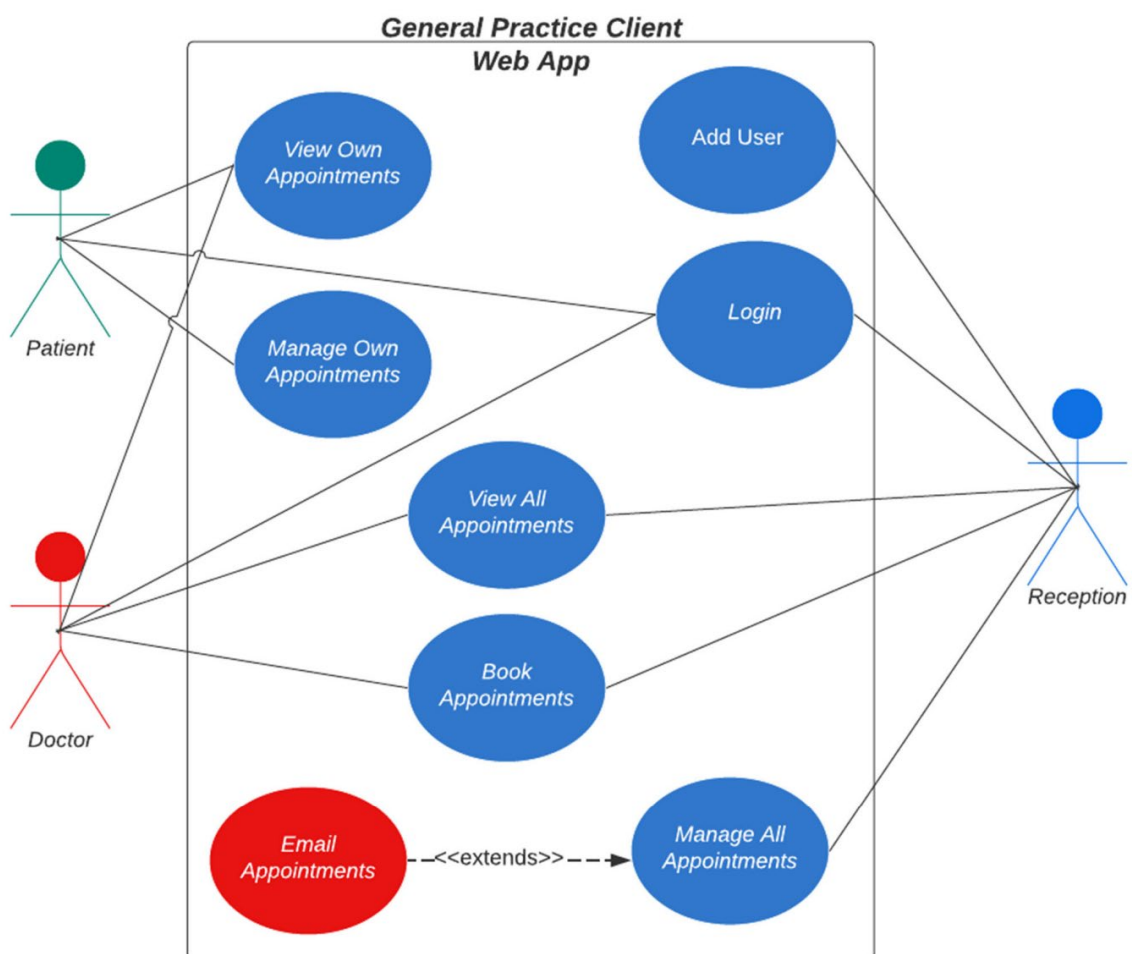 General Practice Client
Web App
View Own
Appointments
Add User
Patient
Manage Own
Appointments
Login
View All
Appointments
Reception
Book
Appointments
Doctor
Email
Appointments
<<extends>>
Manage All
Appointments